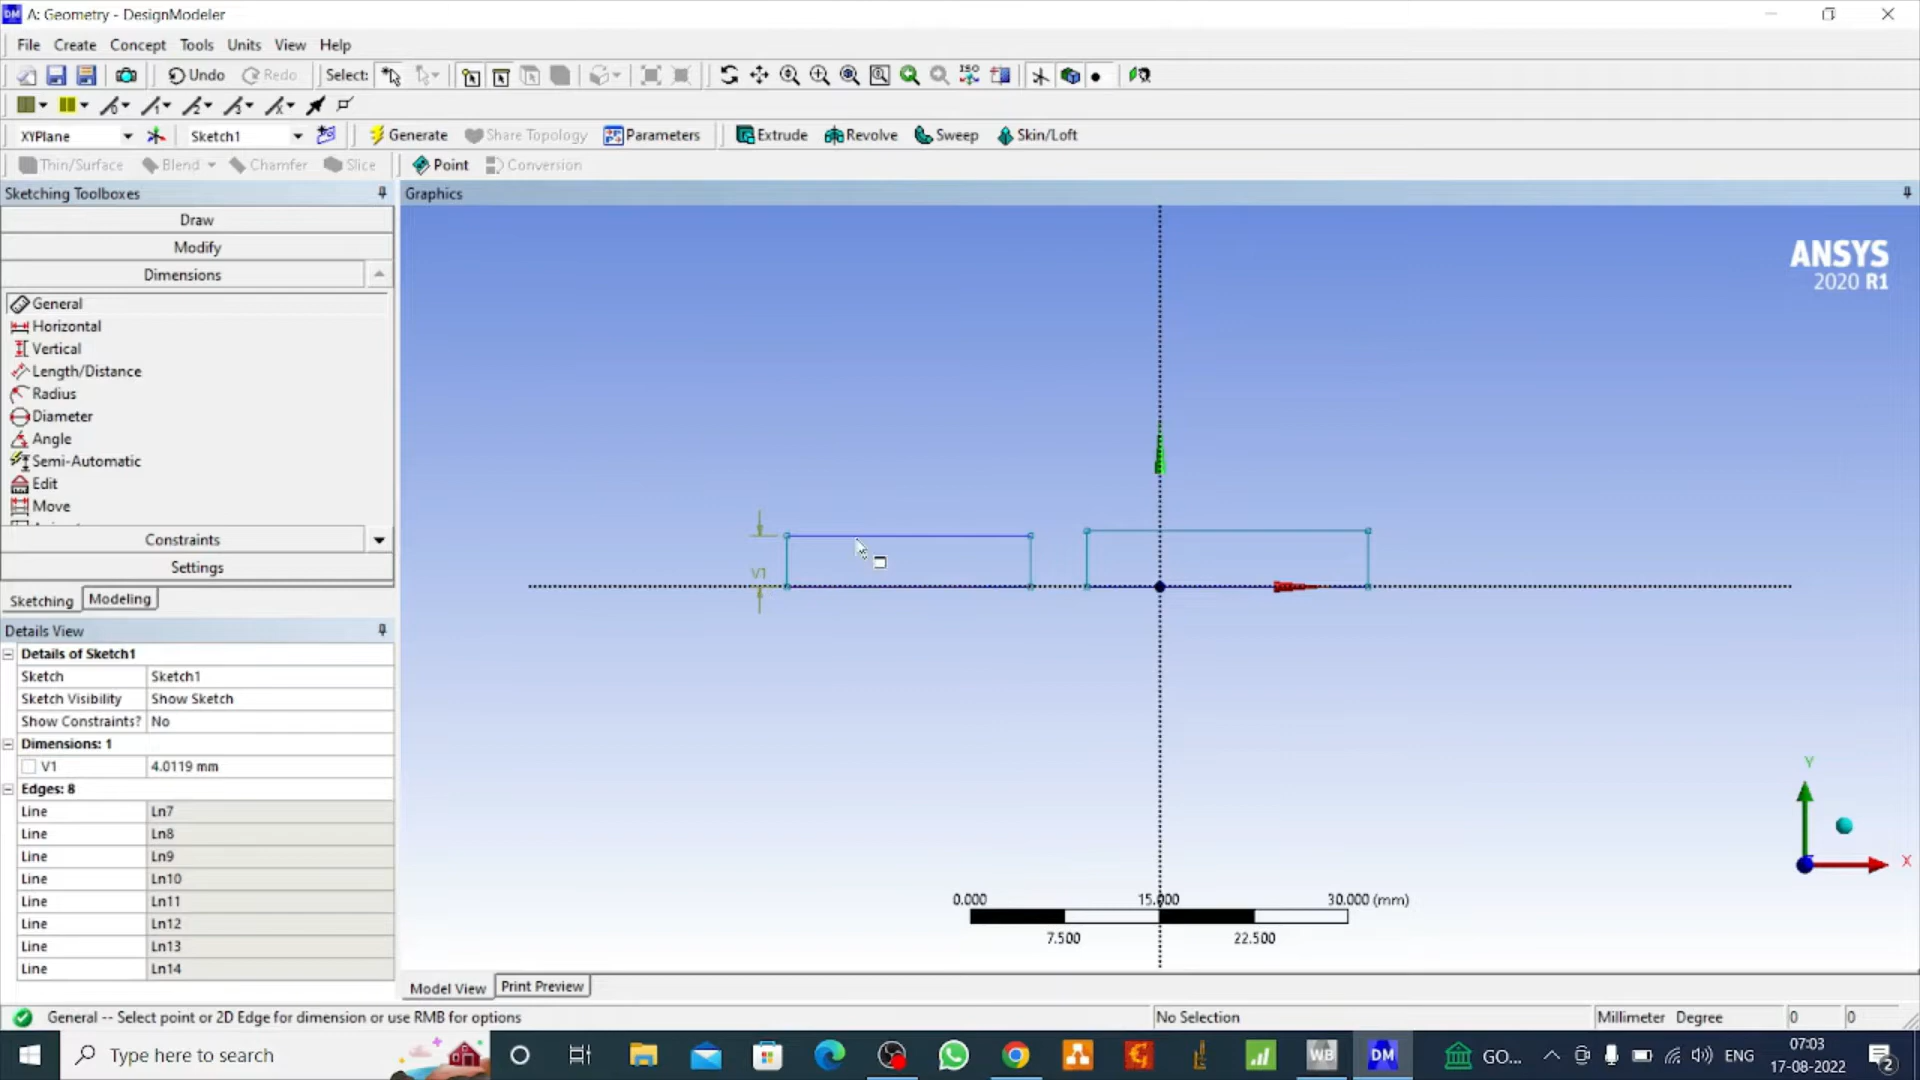 A: Geometry - DesignModeler
File Create Concept Tools Units View Help
Undo Redo Select: ISO
XYPlane Sketch1 Generate Share Topology Parameters Extrude Revolve Sweep Skin/Loft
Thin/Surface Blend Chamfer Slice Point Conversion
Sketching Toolboxes
Draw
Modify
Dimensions
General
Horizontal
Vertical
Length/Distance
Radius
Diameter
Angle
Semi-Automatic
Edit
Move
Constraints
Settings
Sketching Modeling
Details View
Details of Sketch1
Sketch Sketch1
Sketch Visibility Show Sketch
Show Constraints? No
Dimensions: 1
V1 4.0119 mm
Edges: 8
Line Ln7
Line Ln8
Line Ln9
Line Ln10
Line Ln11
Line Ln12
Line Ln13
Line Ln14
Graphics
ANSYS
2020 R1
V1
Y
X
0.000 15.000 30.000 (mm)
7.500 22.500
Model View Print Preview
General -- Select point or 2D Edge for dimension or use RMB for options No Selection Millimeter Degree 0 0
Type here to search WB DM GO... ENG 07:03
17-08-2022 2